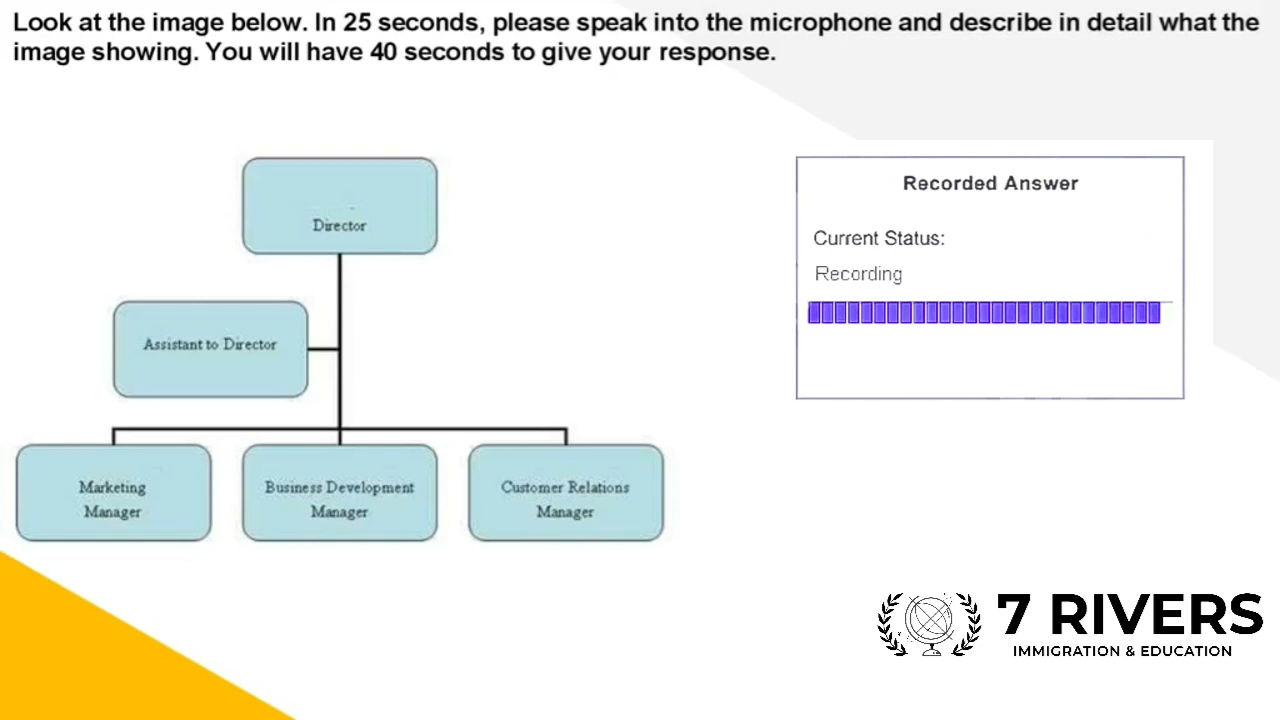 Look at the image below. In 25 seconds, please speak into the microphone and describe in detail what the
image showing. You will have 40 seconds to give your response.
Director
Assistant to Director
Marketing
Manager
Business Development
Manager
Customer Relations
Manager
Recorded Answer
Current Status:
Recording
7 RIVERS
IMMIGRATION & EDUCATION